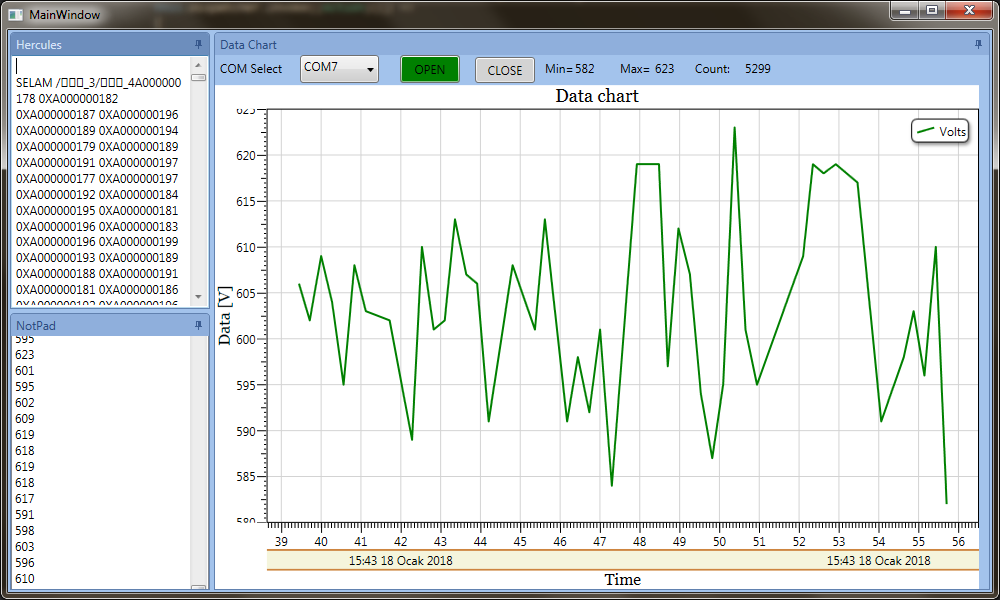 MainWindow
Hercules
SELAM /□□□_3/□□□_4A000000
178 0XA000000182
0XA000000187 0XA000000196
0XA000000189 0XA000000194
0XA000000179 0XA000000189
0XA000000191 0XA000000197
0XA000000177 0XA000000197
0XA000000192 0XA000000184
0XA000000195 0XA000000181
0XA000000196 0XA000000183
0XA000000196 0XA000000199
0XA000000193 0XA000000189
0XA000000188 0XA000000191
0XA000000181 0XA000000186
NotPad
595
623
601
595
602
609
619
618
619
618
617
591
598
603
596
610
Data Chart
COM Select COM7 OPEN CLOSE Min= 582 Max= 623 Count: 5299
Data chart
Volts
Data [V]
625
620
615
610
605
600
595
590
585
580
39 40 41 42 43 44 45 46 47 48 49 50 51 52 53 54 55 56
15:43 18 Ocak 2018 15:43 18 Ocak 2018
Time